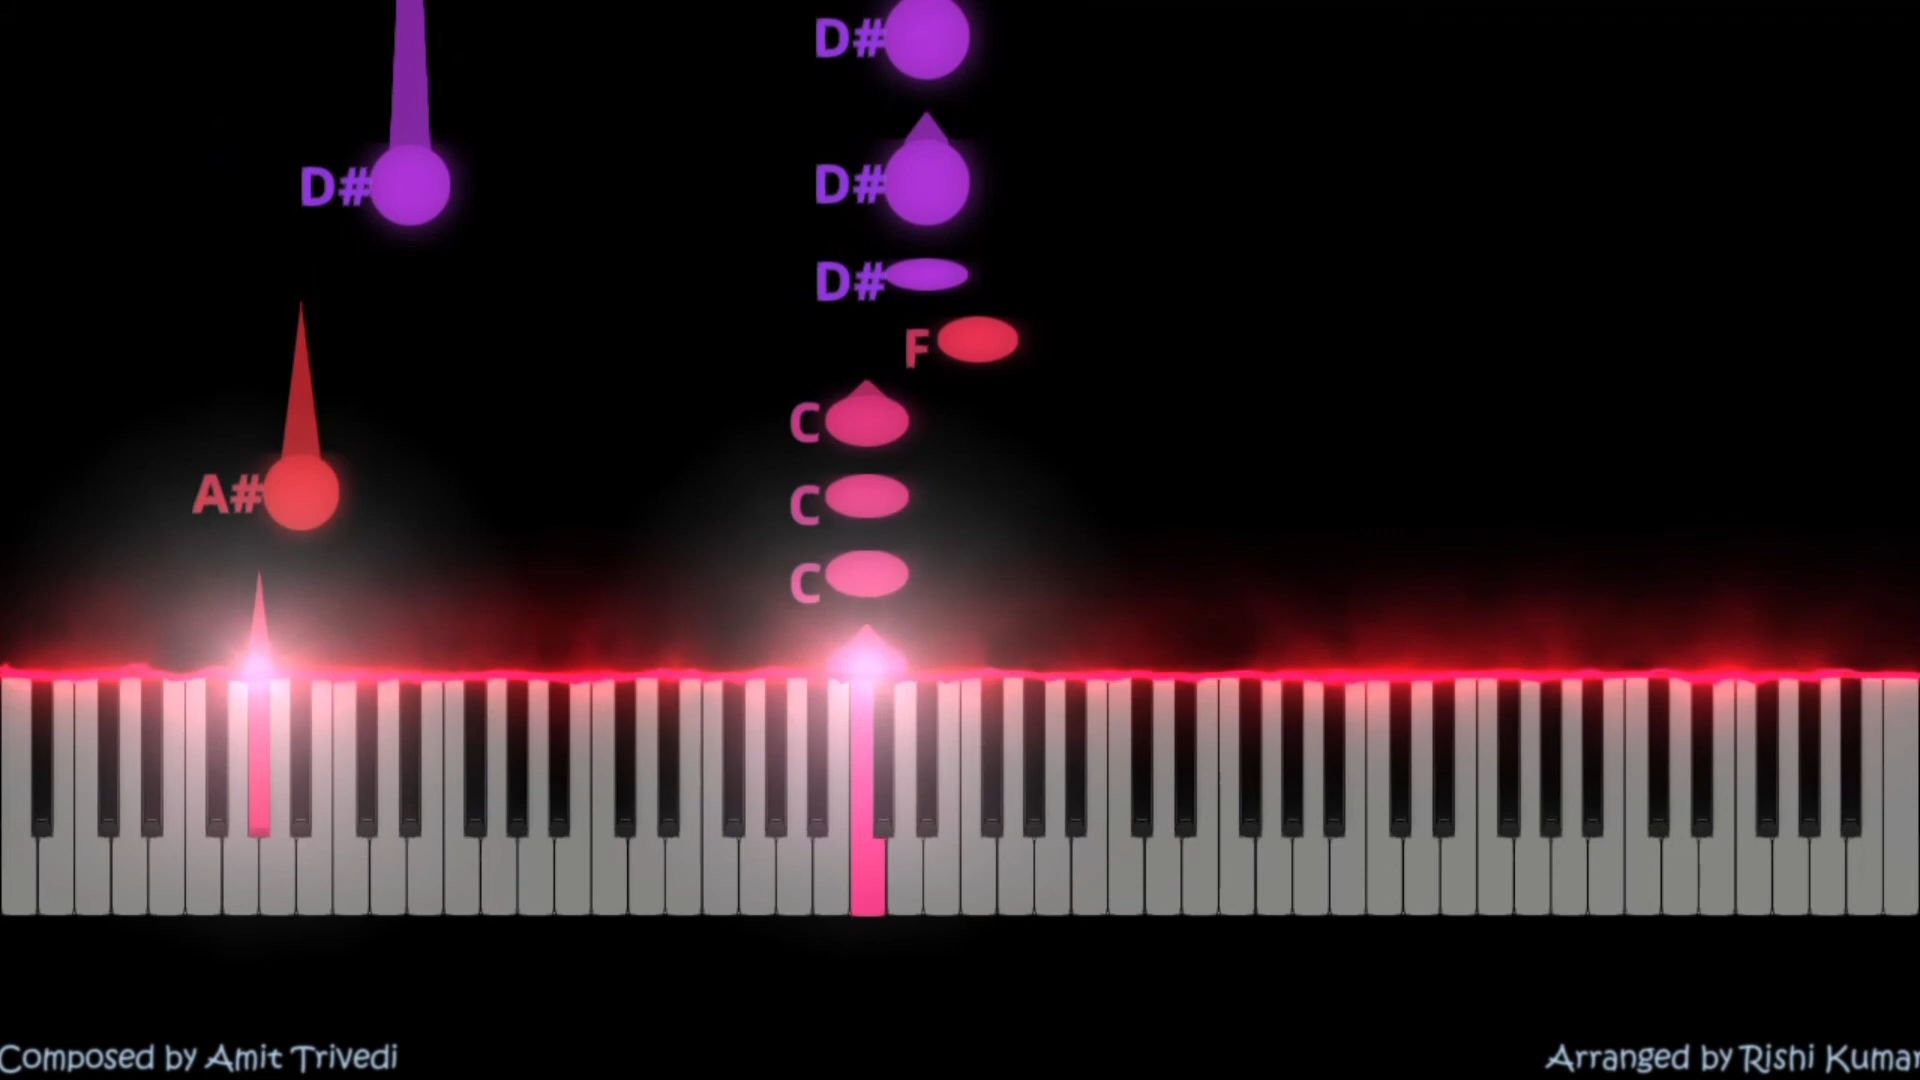 D#
D#
D#
D#
F
C
A#
C
C
Composed by Amit Trivedi
Arranged by Rishi Kumar